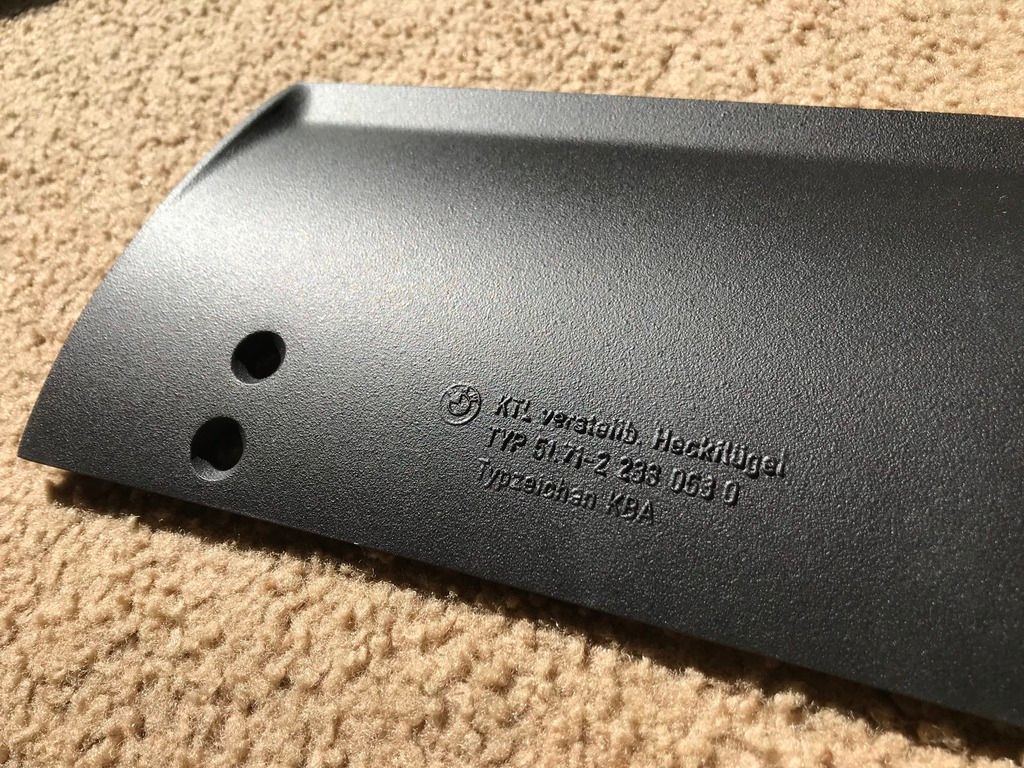 KTL verstellb. Heckflügel
TYP 51.71-2 233 063 0
Typzeichen KBA